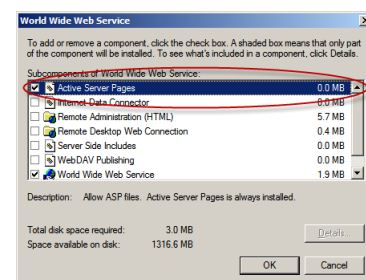 World Wide Web Service
To add or remove a component, click the check box. A shaded box means that only part
of the component will be installed. To see what's included in a component, click Details.
Subcomponents of World Wide Web Service:
Active Server Pages 0.0 MB
Internet Data Connector 0.0 MB
Remote Administration (HTML) 5.7 MB
Remote Desktop Web Connection 0.4 MB
Server Side Includes 0.0 MB
WebDAV Publishing 0.0 MB
World Wide Web Service 1.9 MB
Description: Allow ASP files. Active Server Pages is always installed.
Total disk space required: 3.0 MB
Space available on disk: 1316.6 MB
Details...
OK Cancel